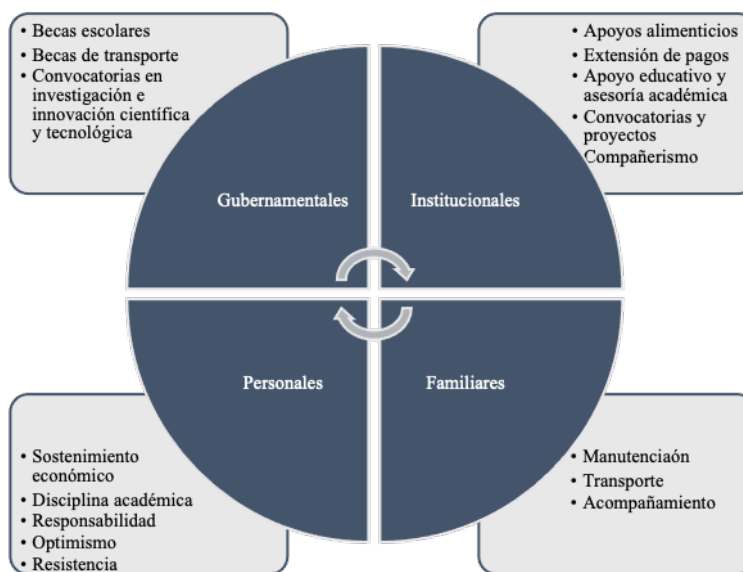 • Becas escolares
• Becas de transporte
• Convocatorias en
investigación e
innovación científica
y tecnológica
• Apoyos alimenticios
• Extensión de pagos
• Apoyo educativo y
asesoría académica
• Convocatorias y
proyectos
• Compañerismo
Gubernamentales
Institucionales
Personales
Familiares
• Sostenimiento
económico
• Disciplina académica
• Responsabilidad
• Optimismo
• Resistencia
• Manutenciaón
• Transporte
• Acompañamiento